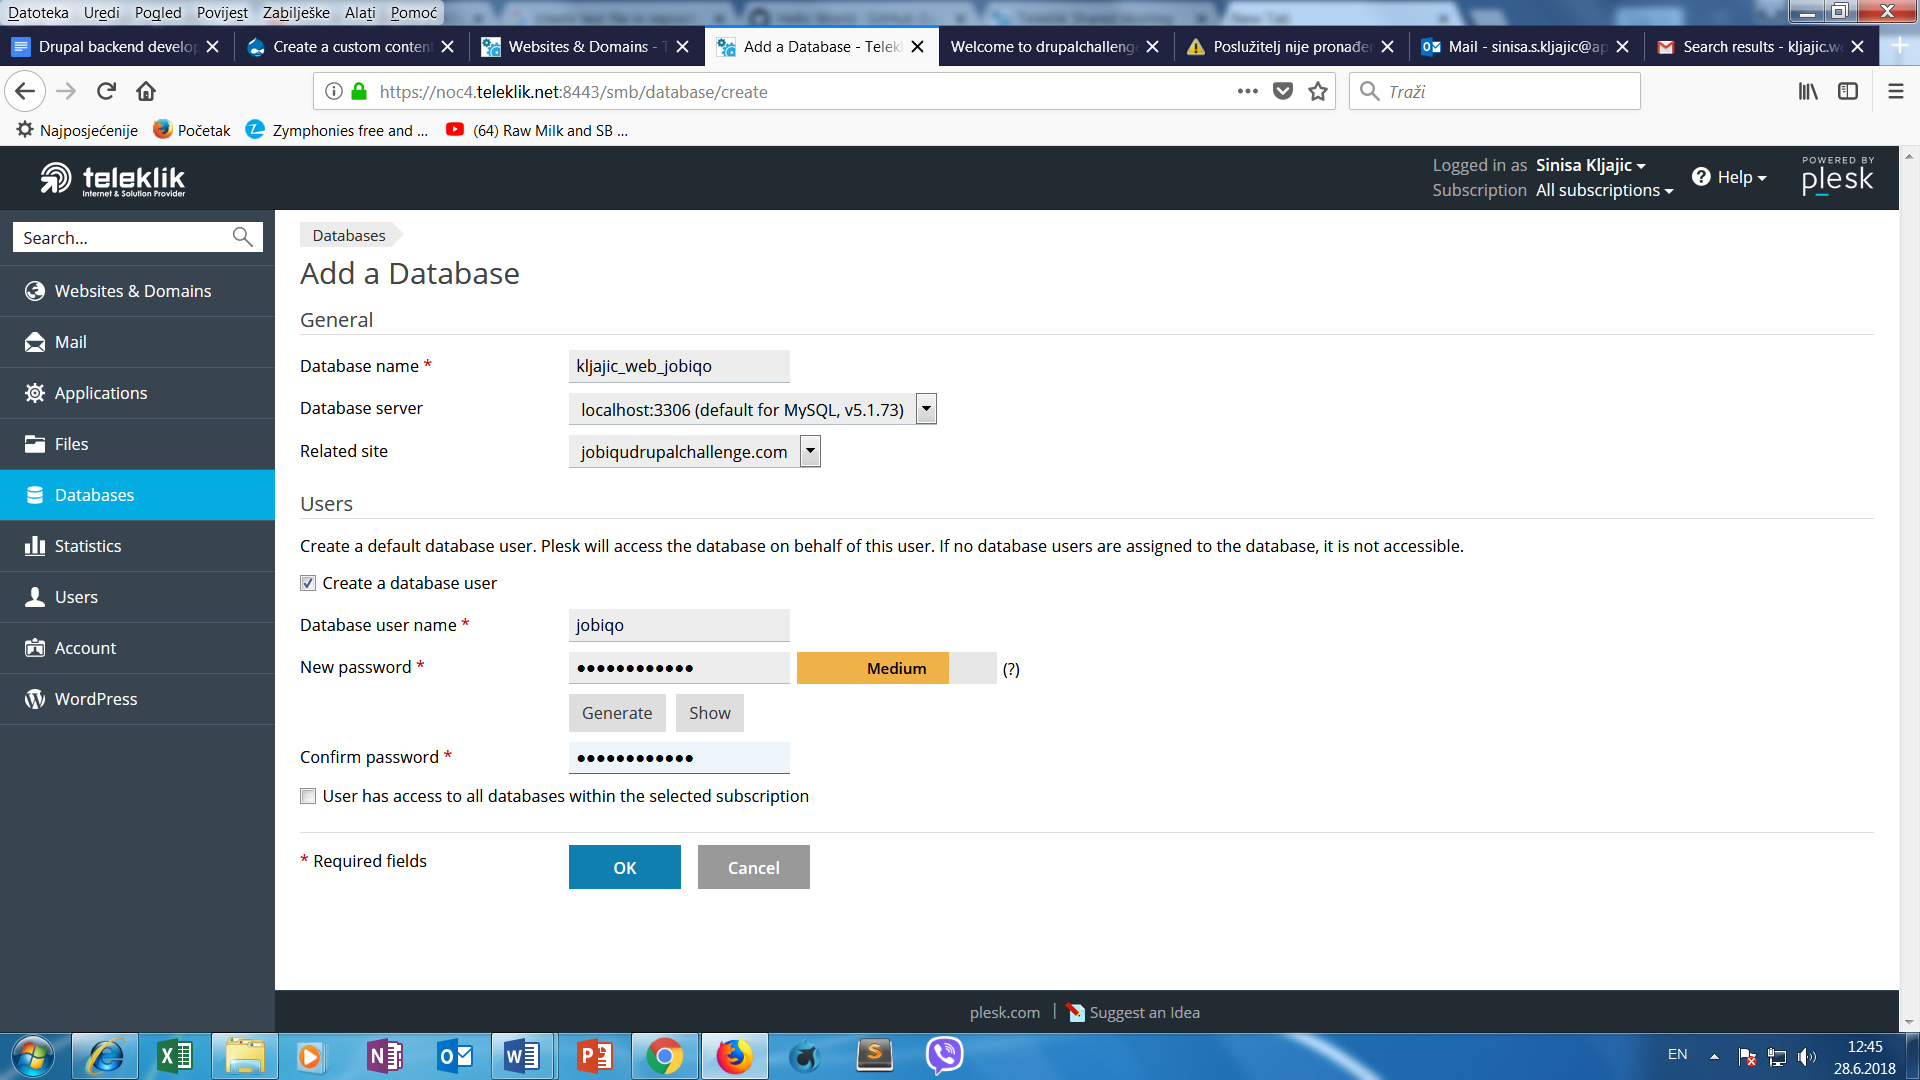 Datoteka Uredi Pogled Povijest Zabilješke Alati Pomoć
Drupal backend develop Create a custom conten Websites & Domains - T Add a Database - Telekl Welcome to drupalchalleng Poslužitelj nije pronađe Mail - sinisa.s.kljajic@ap Search results - kljajic.w
https://noc4.teleklik.net:8443/smb/database/create Traži
Najposjećenije Početak Zymphonies free and ... (64) Raw Milk and SB ...
teleklik
Internet & Solution Provider
Logged in as Sinisa Kljajic
Subscription All subscriptions
Help
POWERED BY
plesk
Search...
Websites & Domains
Mail
Applications
Files
Databases
Statistics
Users
Account
WordPress
Databases
Add a Database
General
Database name * kljajic_web_jobiqo
Database server localhost:3306 (default for MySQL, v5.1.73)
Related site jobiqudrupalchallenge.com
Users
Create a default database user. Plesk will access the database on behalf of this user. If no database users are assigned to the database, it is not accessible.
Create a database user
Database user name * jobiqo
New password * •••••••••••• Medium (?)
Generate Show
Confirm password * ••••••••••••
User has access to all databases within the selected subscription
* Required fields OK Cancel
plesk.com | Suggest an Idea
EN 12:45
28.6.2018